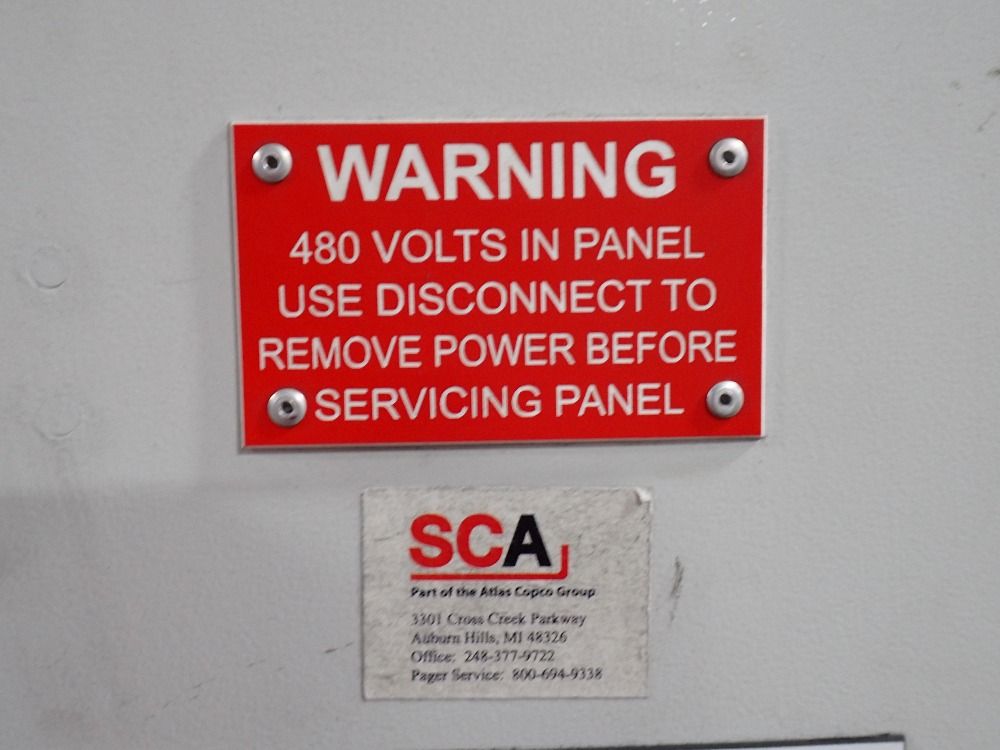 WARNING
480 VOLTS IN PANEL
USE DISCONNECT TO
REMOVE POWER BEFORE
SERVICING PANEL
SCA
Part of the Atlas Copco Group
3301 Cross Creek Parkway
Auburn Hills, MI 48326
Office: 248-377-9722
Pager Service: 800-694-9338